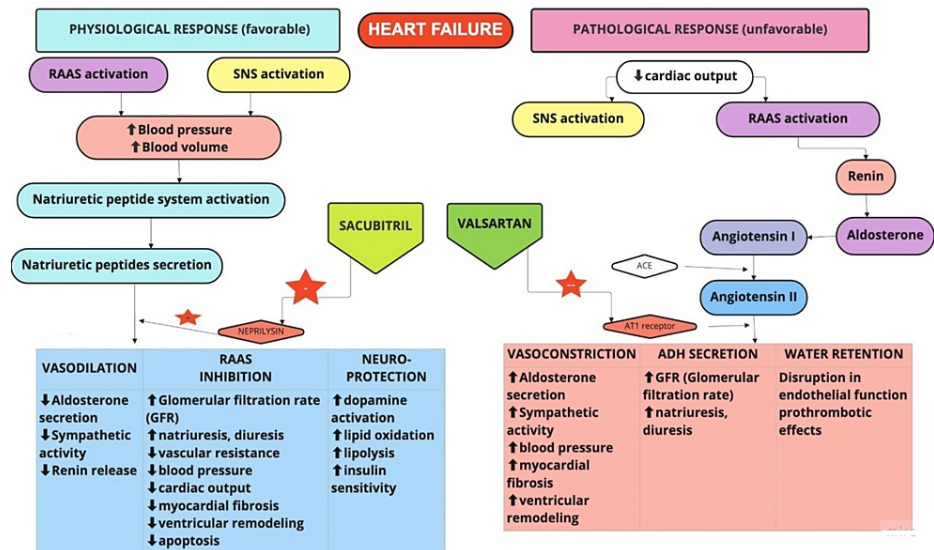 PHYSIOLOGICAL RESPONSE (favorable)
HEART FAILURE
PATHOLOGICAL RESPONSE (unfavorable)
RAAS activation
SNS activation
⬆Blood pressure
⬆Blood volume
Natriuretic peptide system activation
Natriuretic peptides secretion
SACUBITRIL
NEPRILYSIN
VASODILATION
⬇Aldosterone
secretion
⬇Sympathetic
activity
⬇Renin release
RAAS
INHIBITION
⬆Glomerular filtration rate
(GFR)
⬆natriuresis, diuresis
⬇vascular resistance
⬇blood pressure
⬇cardiac output
⬇myocardial fibrosis
⬇ventricular remodeling
⬇apoptosis
NEURO-
PROTECTION
⬆dopamine
activation
⬆lipid oxidation
⬆lipolysis
⬆insulin
sensitivity
⬇cardiac output
SNS activation
RAAS activation
Renin
Aldosterone
Angiotensin I
ACE
Angiotensin II
VALSARTAN
AT1 receptor
VASOCONSTRICTION
⬆Aldosterone
secretion
⬆Sympathetic
activity
⬆blood pressure
⬆myocardial
fibrosis
⬆ventricular
remodeling
ADH SECRETION
⬆GFR (Glomerular
filtration rate)
⬆natriuresis,
diuresis
WATER RETENTION
Disruption in
endothelial function
prothrombotic
effects